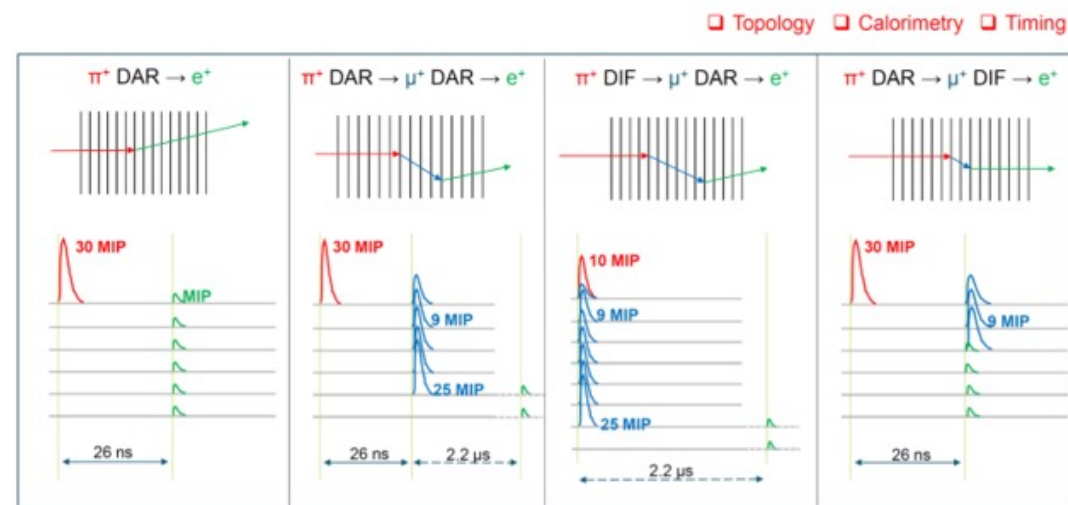 ❑ Topology ❑ Calorimetry ❑ Timing
π⁺ DAR → e⁺
30 MIP
MIP
26 ns
π⁺ DAR → μ⁺ DAR → e⁺
30 MIP
9 MIP
25 MIP
26 ns
2.2 μs
π⁺ DIF → μ⁺ DAR → e⁺
10 MIP
9 MIP
25 MIP
2.2 μs
π⁺ DAR → μ⁺ DIF → e⁺
30 MIP
9 MIP
26 ns